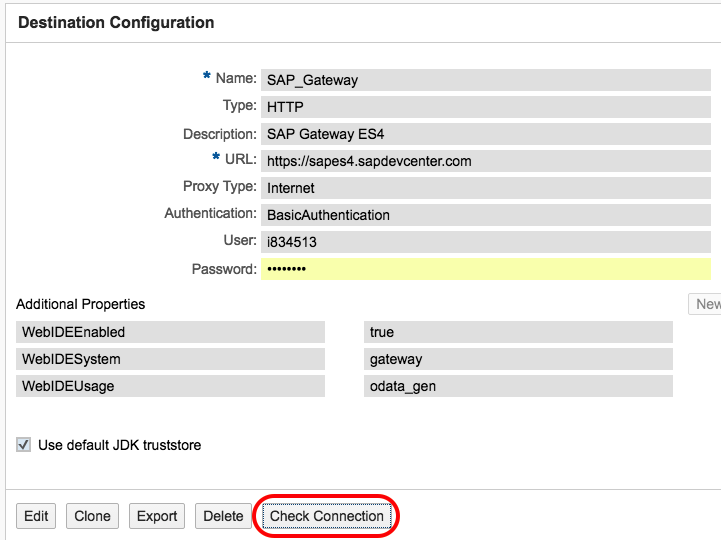 Destination Configuration
* Name: SAP_Gateway
Type: HTTP
Description: SAP Gateway ES4
* URL: https://sapes4.sapdevcenter.com
Proxy Type: Internet
Authentication: BasicAuthentication
User: i834513
Password: ••••••••
Additional Properties New
WebIDEEnabled true
WebIDESystem gateway
WebIDEUsage odata_gen
Use default JDK truststore
Edit Clone Export Delete Check Connection